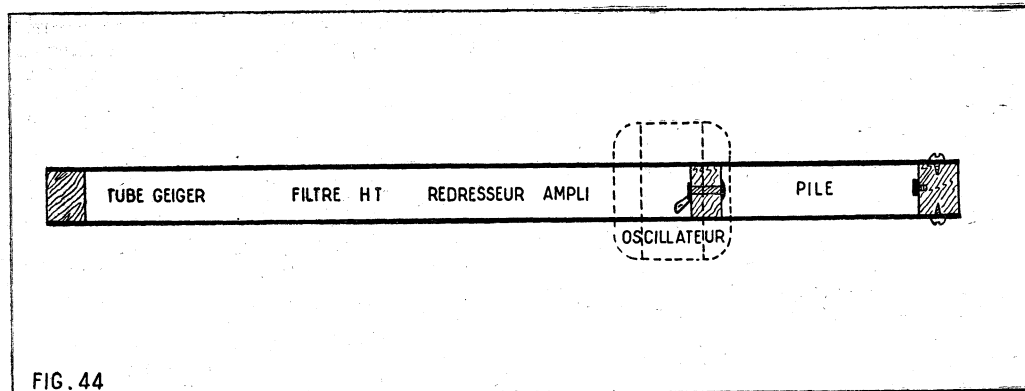 TUBE GEIGER FILTRE HT REDRESSEUR AMPLI PILE
OSCILLATEUR
FIG. 44